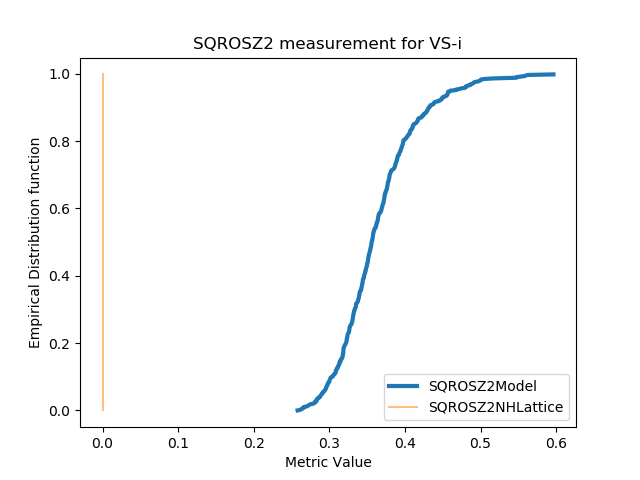 SQROSZ2 measurement for VS-i
Empirical Distribution function
1.0
0.8
0.6
0.4
0.2
0.0
0.0 0.1 0.2 0.3 0.4 0.5 0.6
Metric Value
SQROSZ2Model
SQROSZ2NHLattice